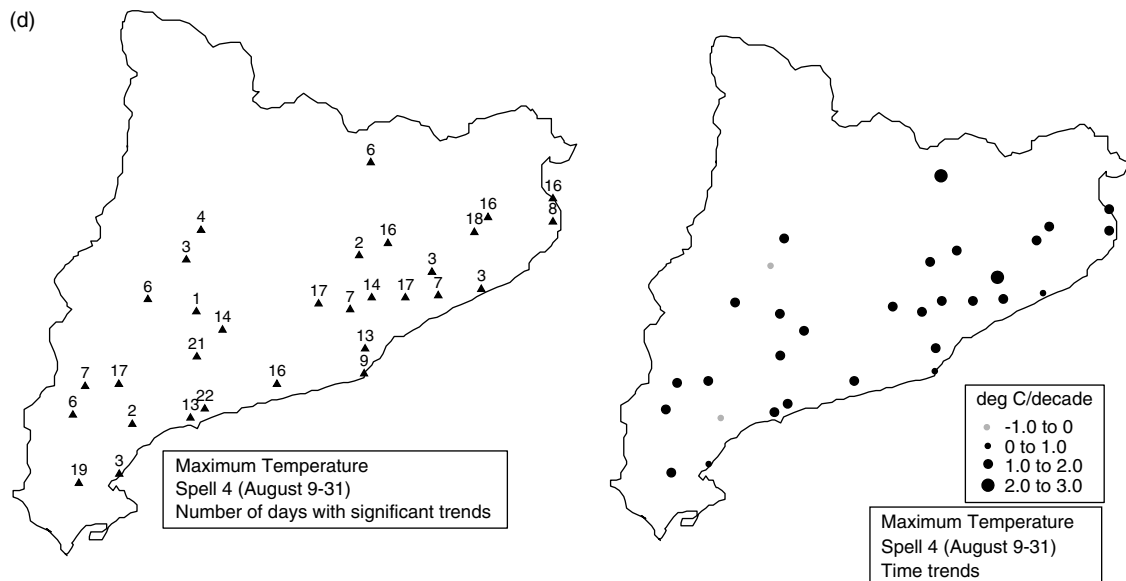 (d)
6
16
8
16
18
4
16
2
3
3
3
6
17
7
14
17
7
1
14
21
13
9
16
7
17
6
2
13
22
19
3
Maximum Temperature
Spell 4 (August 9-31)
Number of days with significant trends
deg C/decade
-1.0 to 0
0 to 1.0
1.0 to 2.0
2.0 to 3.0
Maximum Temperature
Spell 4 (August 9-31)
Time trends